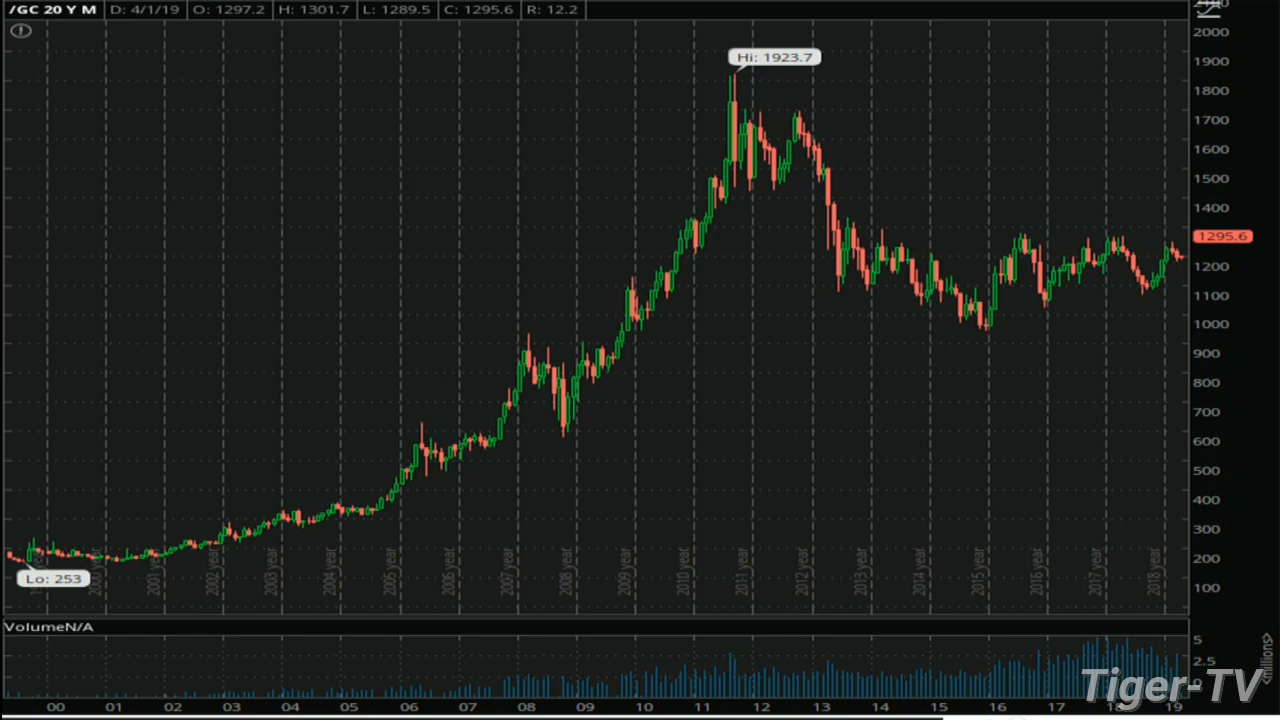 /GC 20 Y M D: 4/1/19 O: 1297.2 H: 1301.7 L: 1289.5 C: 1295.6 R: 12.2
2000
Hi: 1923.7
1900
1800
1700
1600
1500
1400
1295.6
1200
1100
1000
900
800
700
600
500
400
300
200
100
2001 year 2002 year 2003 year 2004 year 2005 year 2006 year 2007 year 2008 year 2009 year 2010 year 2011 year 2012 year 2013 year 2014 year 2015 year 2016 year 2017 year 2018 year
Lo: 253
VolumeN/A
5
2.5
<millions>
Tiger-TV
00 01 02 03 04 05 06 07 08 09 10 11 12 13 14 15 16 17 18 19